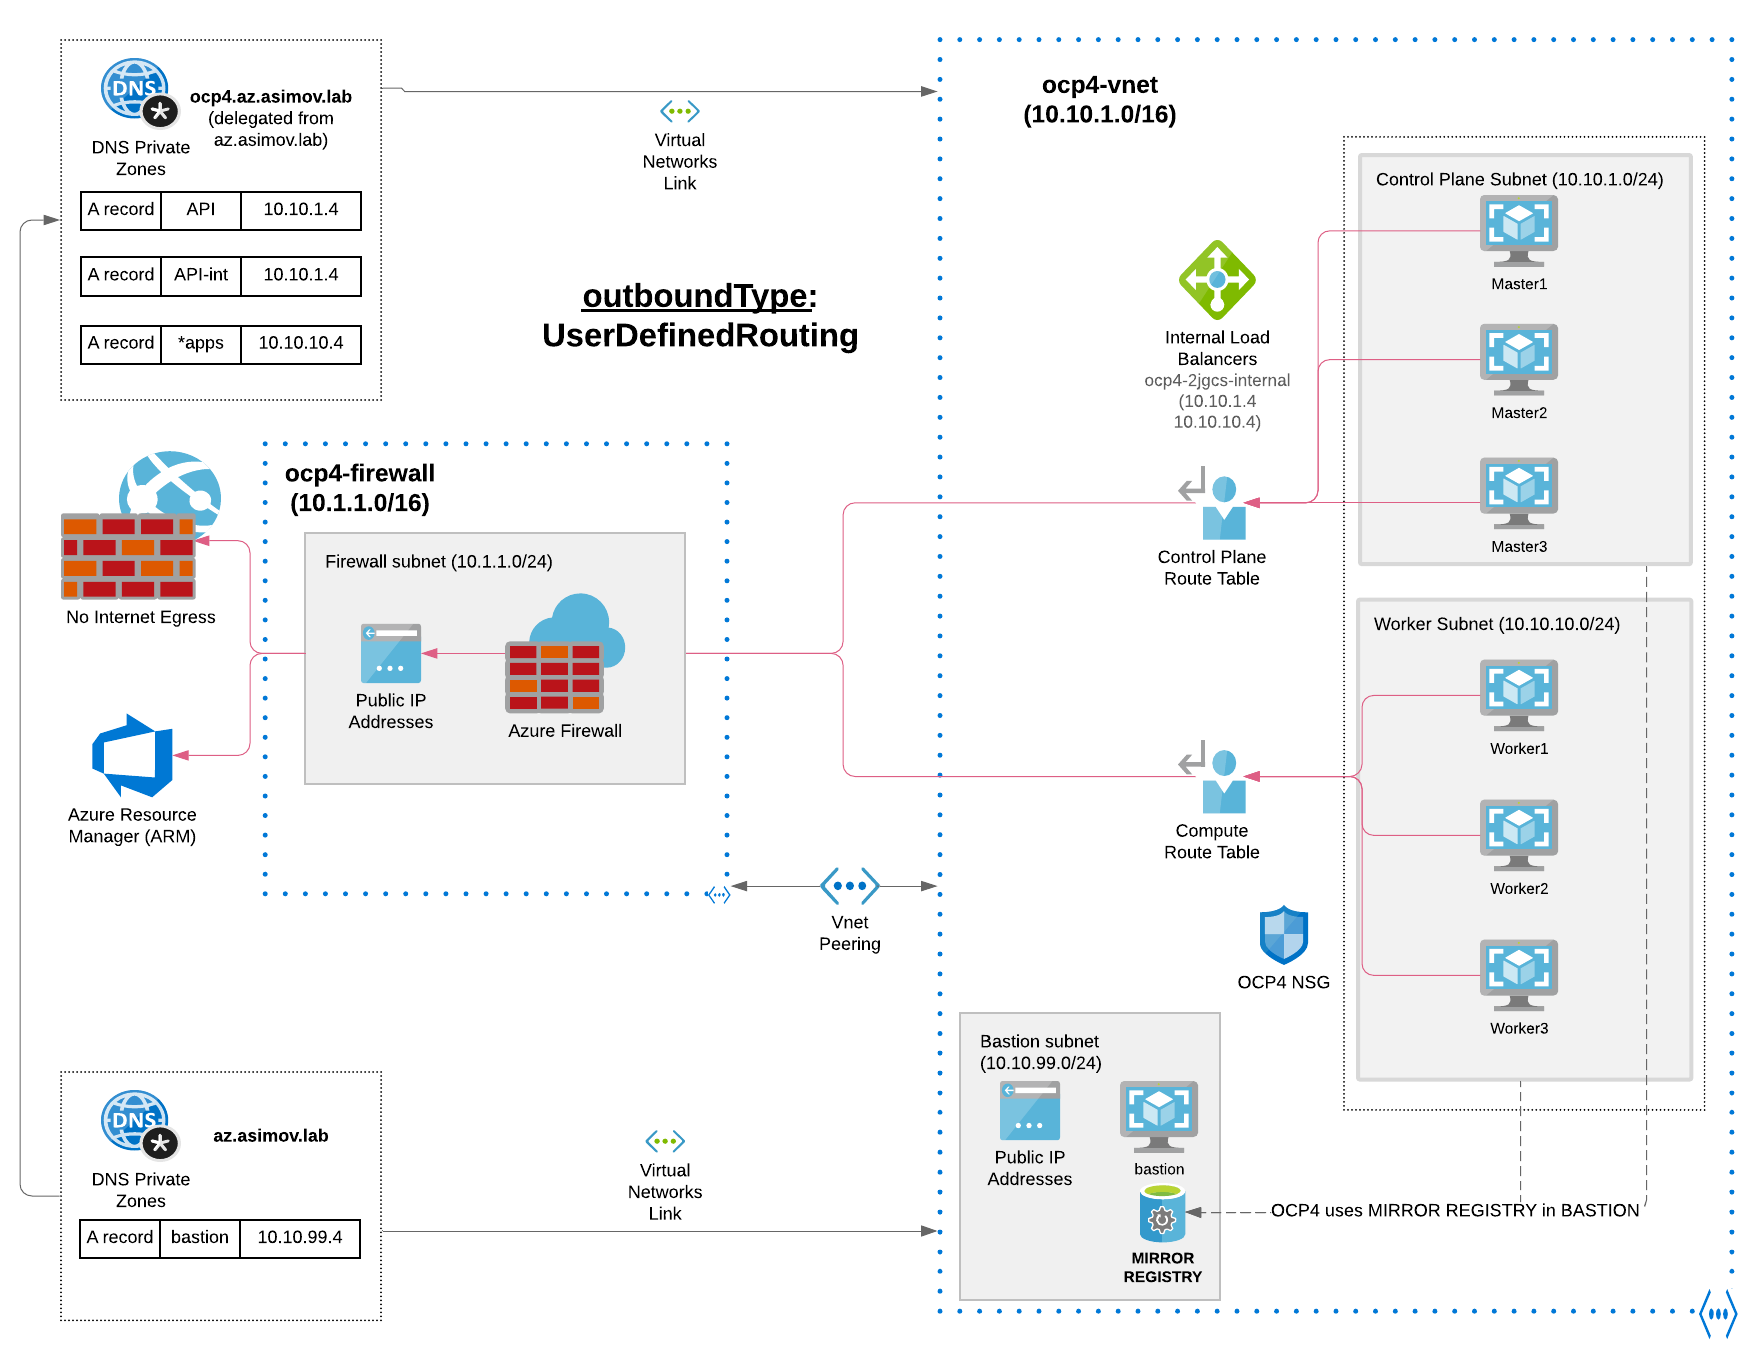 DNS
ocp4.az.asimov.lab
(delegated from
az.asimov.lab)
DNS Private
Zones
A record API 10.10.1.4
A record API-int 10.10.1.4
A record *apps 10.10.10.4
Virtual
Networks
Link
outboundType:
UserDefinedRouting
ocp4-vnet
(10.10.1.0/16)
Control Plane Subnet (10.10.1.0/24)
Master1
Master2
Master3
Internal Load
Balancers
ocp4-2jgcs-internal
(10.10.1.4
10.10.10.4)
Control Plane
Route Table
No Internet Egress
ocp4-firewall
(10.1.1.0/16)
Firewall subnet (10.1.1.0/24)
Public IP
Addresses
Azure Firewall
Azure Resource
Manager (ARM)
Worker Subnet (10.10.10.0/24)
Worker1
Worker2
Worker3
Compute
Route Table
Vnet
Peering
OCP4 NSG
Bastion subnet
(10.10.99.0/24)
Public IP
Addresses
bastion
MIRROR
REGISTRY
OCP4 uses MIRROR REGISTRY in BASTION
DNS
az.asimov.lab
DNS Private
Zones
A record bastion 10.10.99.4
Virtual
Networks
Link